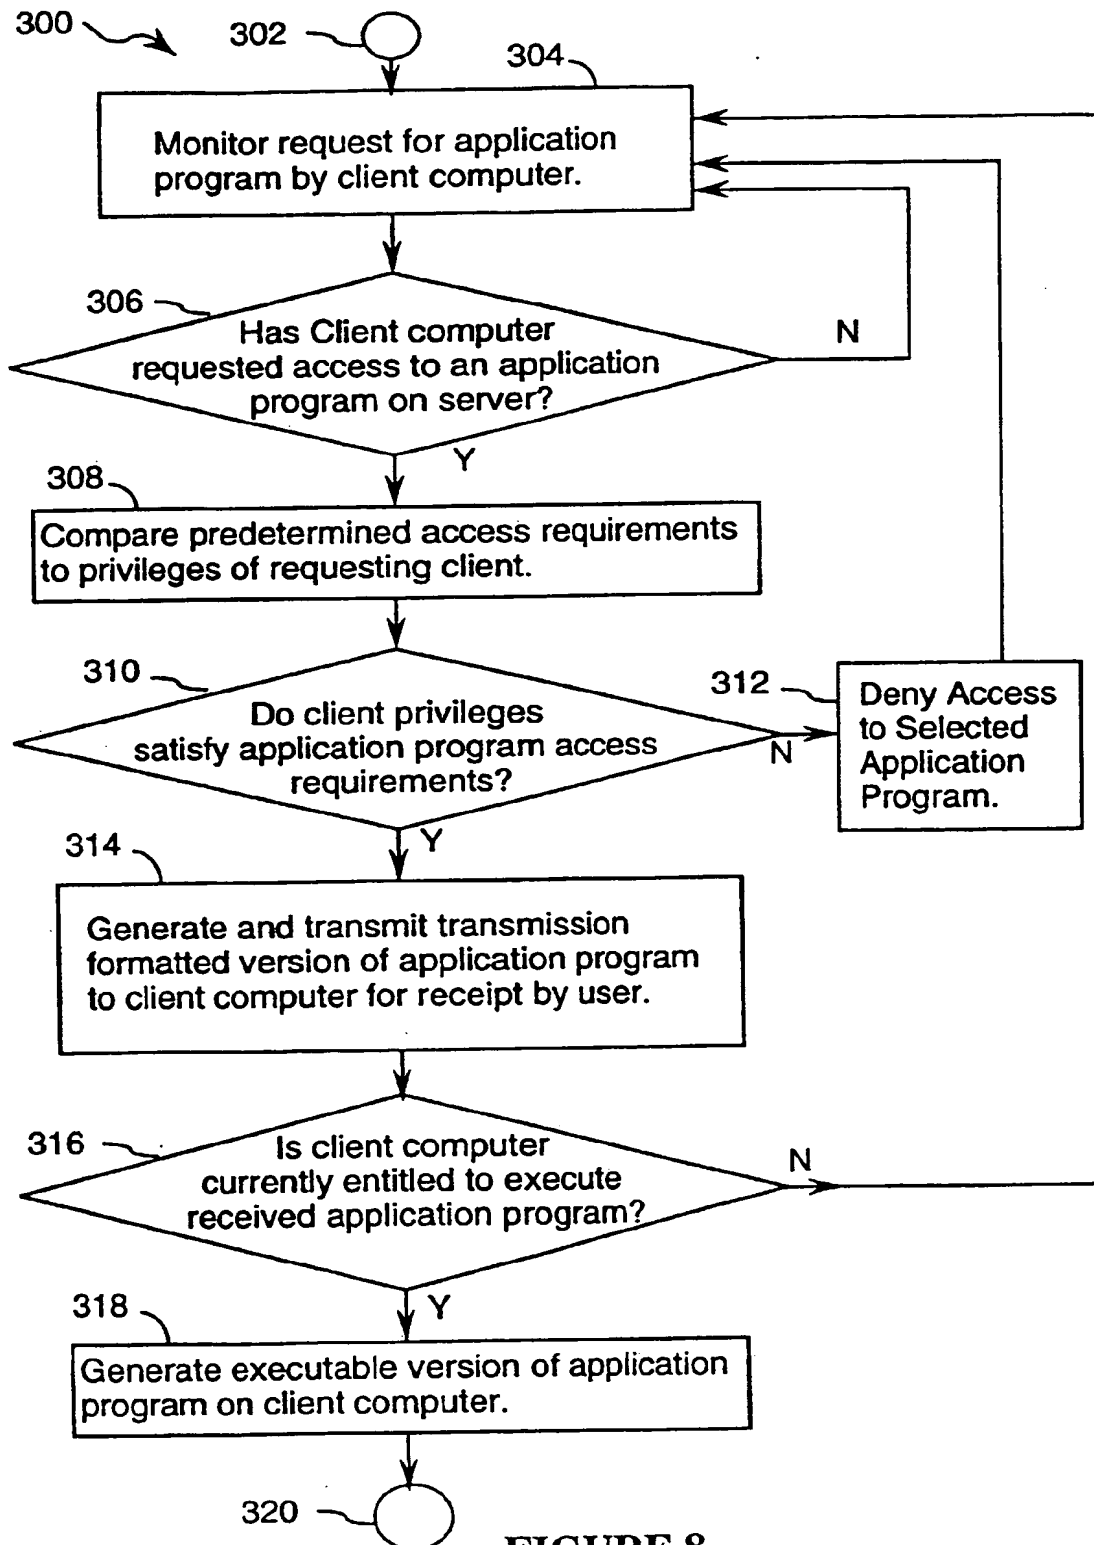 300
302
304
Monitor request for application
program by client computer.
306
Has Client computer
requested access to an application
program on server?
N
Y
308
Compare predetermined access requirements
to privileges of requesting client.
310
Do client privileges
satisfy application program access
requirements?
N
312
Deny Access
to Selected
Application
Program.
Y
314
Generate and transmit transmission
formatted version of application program
to client computer for receipt by user.
316
Is client computer
currently entitled to execute
received application program?
N
Y
318
Generate executable version of application
program on client computer.
320
FIGURE 8